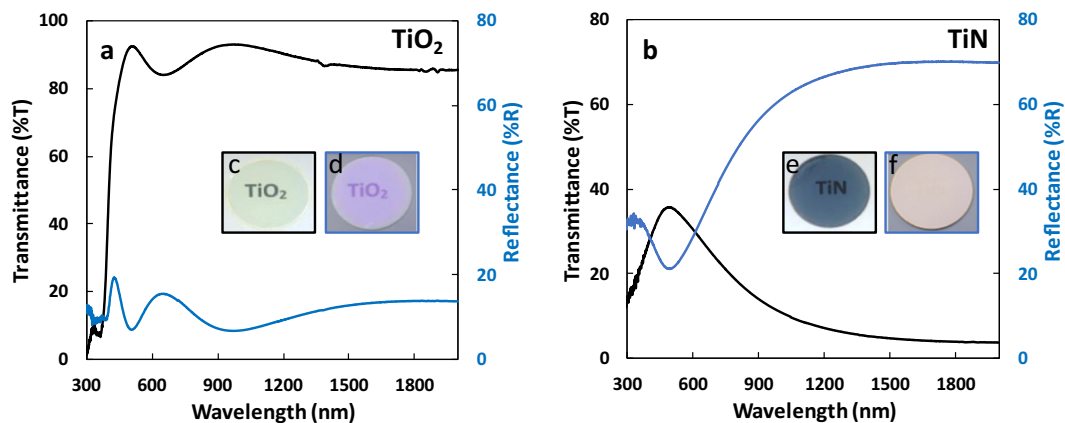 a
TiO₂
Transmittance (%T)
100
80
60
40
20
0
Reflectance (%R)
80
60
40
20
0
c
TiO₂
d
TiO₂
300
600
900
1200
1500
1800
Wavelength (nm)
b
TiN
Transmittance (%T)
80
60
40
20
0
Reflectance (%R)
80
60
40
20
0
e
TiN
f
300
600
900
1200
1500
1800
Wavelength (nm)